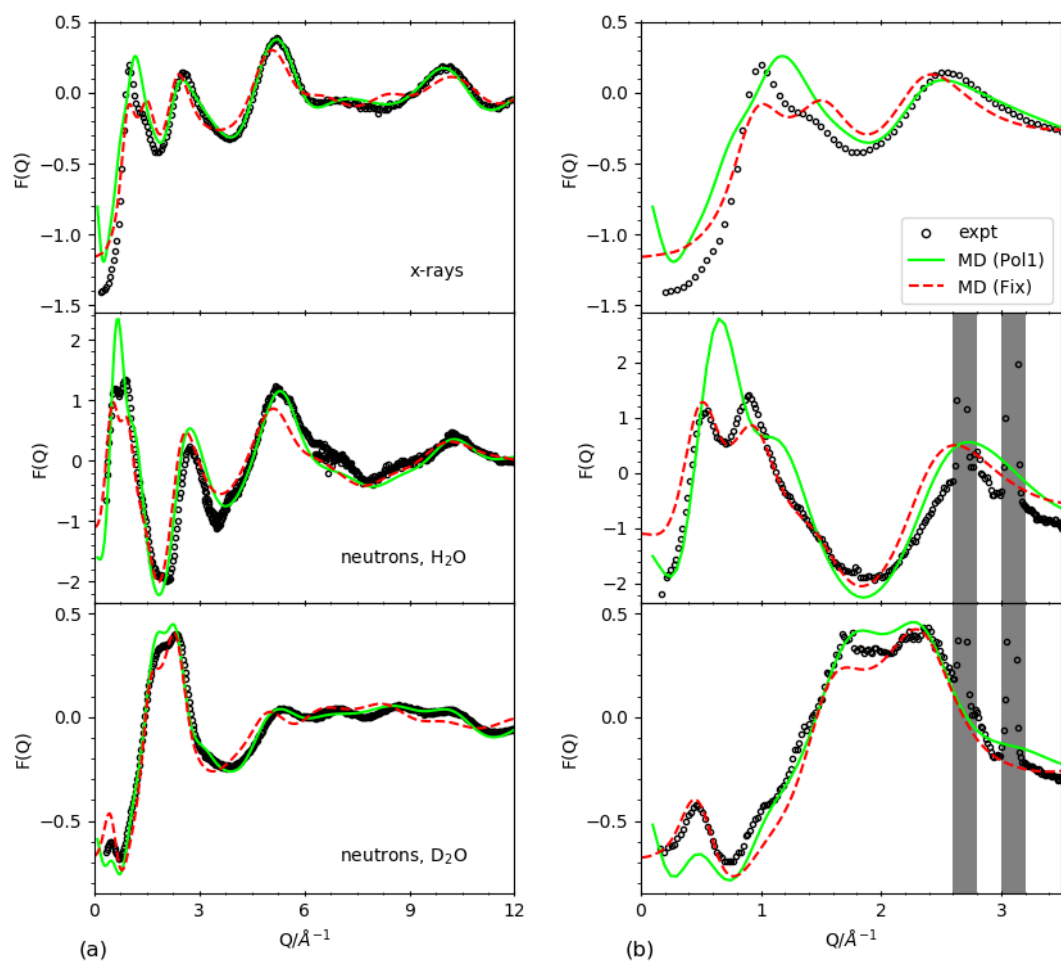 0.5
0.0
−0.5
−1.0
−1.5
F(Q)
x-rays
0.5
0.0
−0.5
−1.0
−1.5
F(Q)
expt
MD (Pol1)
MD (Fix)
2
1
0
−1
−2
F(Q)
neutrons, H₂O
2
1
0
−1
−2
F(Q)
0.5
0.0
−0.5
F(Q)
neutrons, D₂O
0 3 6 9 12
Q/Å⁻¹
(a)
0.5
0.0
−0.5
F(Q)
0 1 2 3
Q/Å⁻¹
(b)